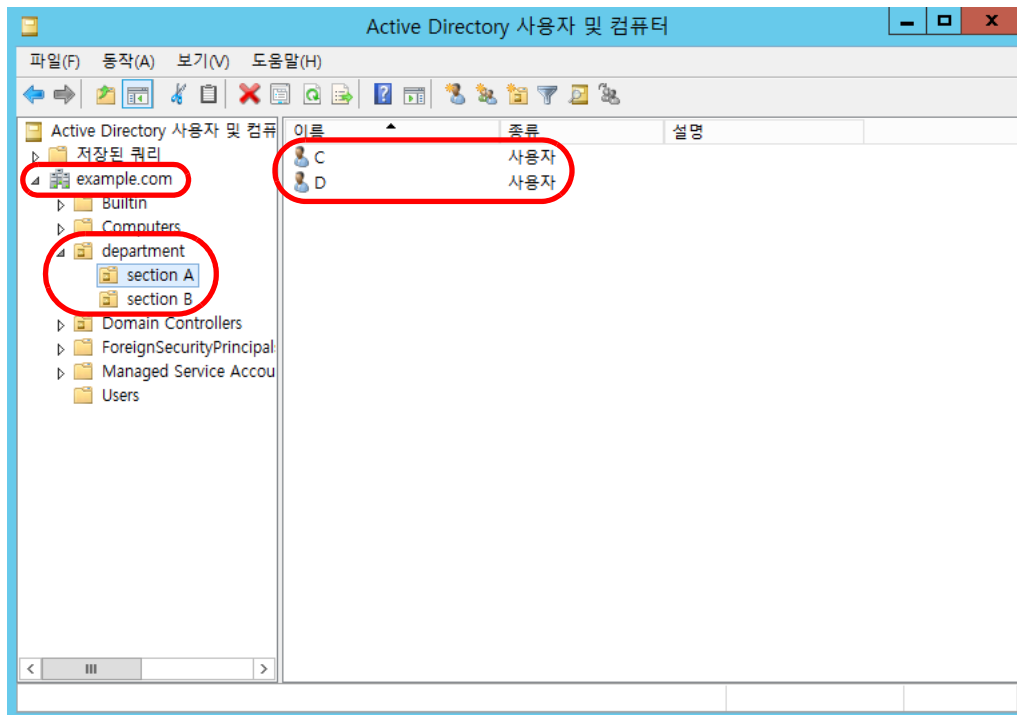 Active Directory 사용자 및 컴퓨터
파일(F) 동작(A) 보기(V) 도움말(H)
Active Directory 사용자 및 컴퓨
저장된 쿼리
example.com
Builtin
Computers
department
section A
section B
Domain Controllers
ForeignSecurityPrincipal
Managed Service Accou
Users
이름 종류 설명
C 사용자
D 사용자